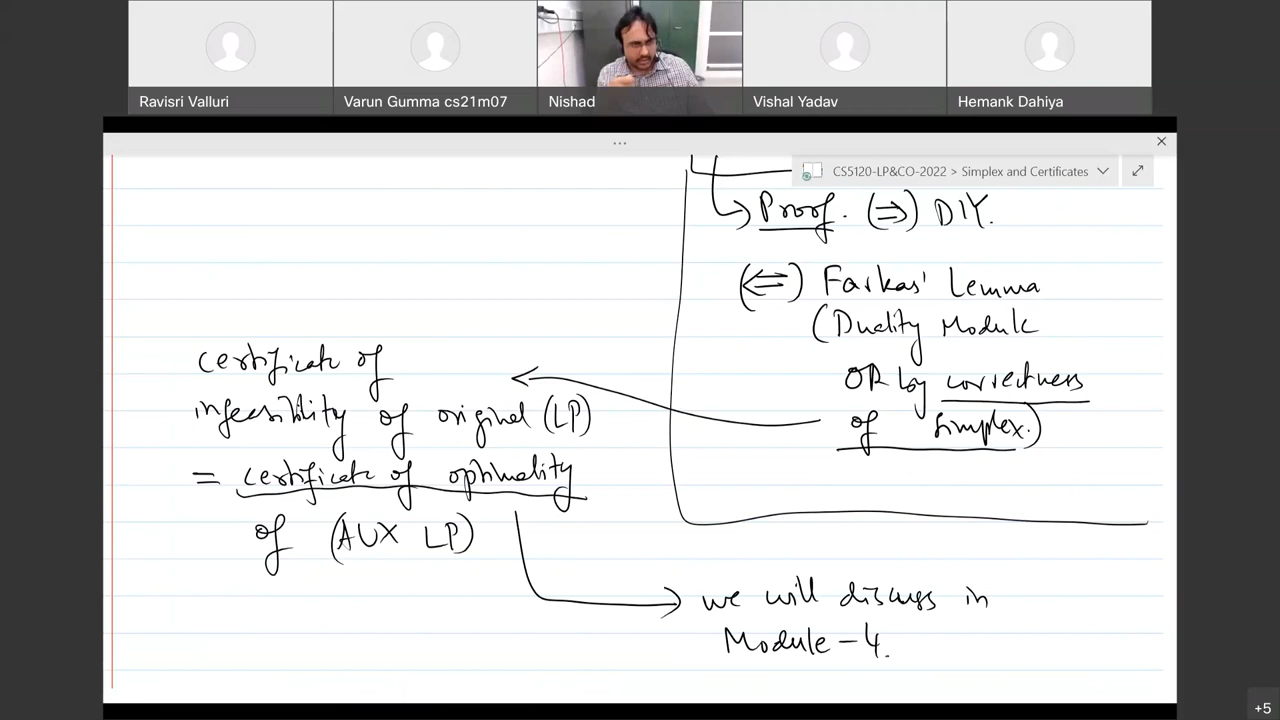 Ravisri Valluri
Varun Gumma cs21m07
Nishad
Vishal Yadav
Hemank Dahiya
...
CS5120-LP&CO-2022 > Simplex and Certificates
Proof. (⇒) DIY.
(⇐) Farkas' Lemma
(Duality Module
OR by correctness
of simplex.)
certificate of
infeasibility of original (LP)
= certificate of optimality
of (AUX LP)
we will discuss in
Module-4.
+5